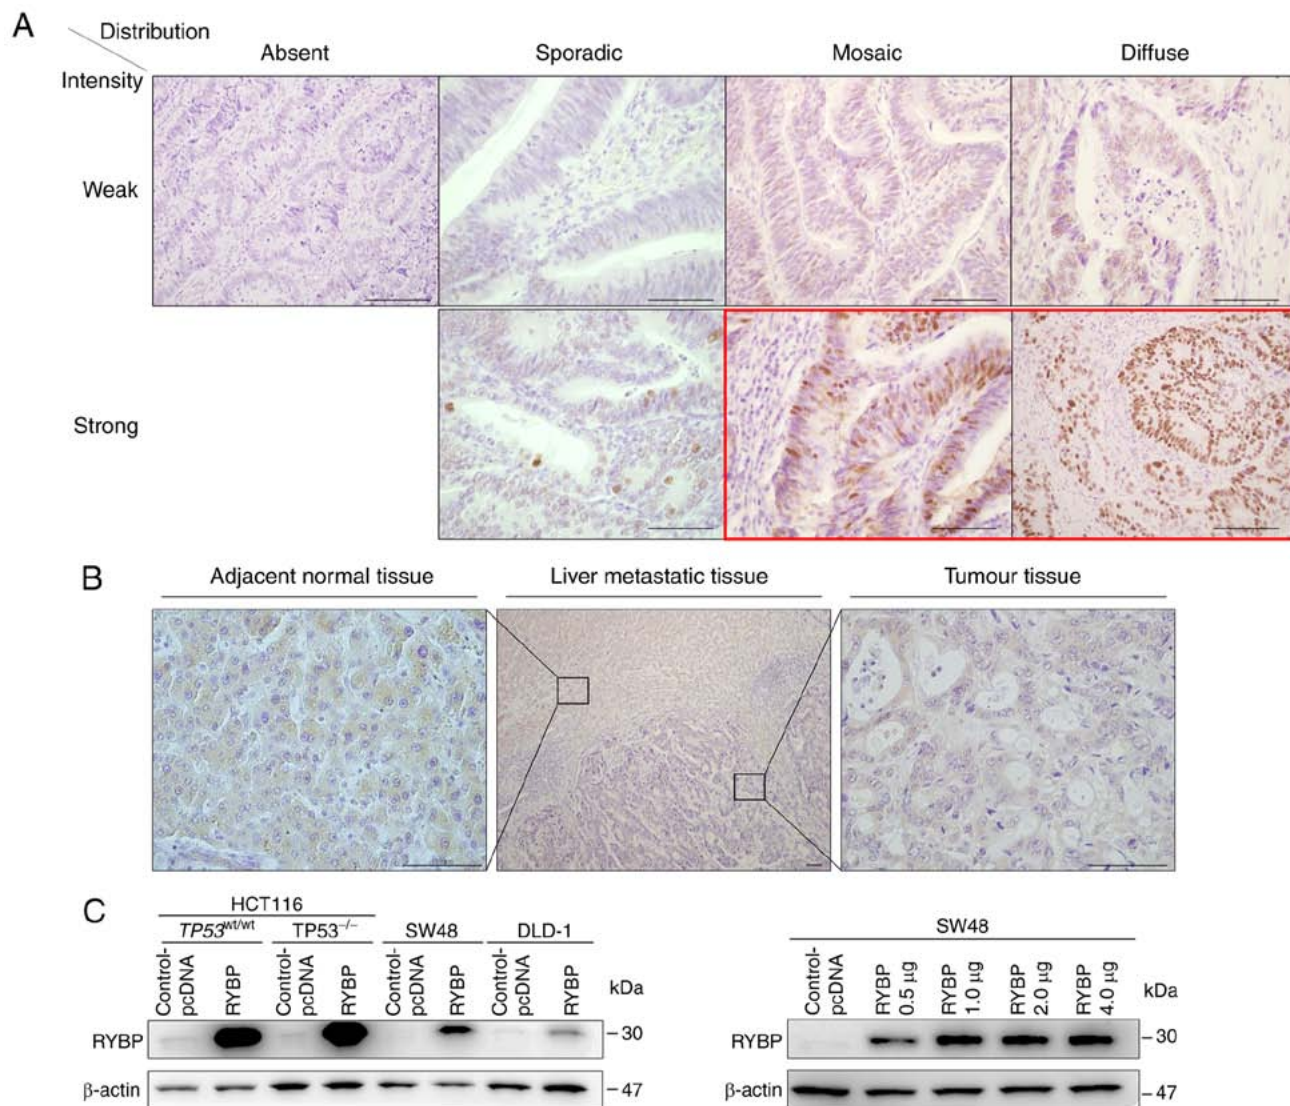 A
Distribution
Absent Sporadic Mosaic Diffuse
Intensity
Weak
Strong
B
Adjacent normal tissue Liver metastatic tissue Tumour tissue
C
HCT116
TP53wt/wt TP53−/− SW48 DLD-1
Control-pcDNA RYBP Control-pcDNA RYBP Control-pcDNA RYBP Control-pcDNA RYBP kDa
RYBP 30
β-actin 47
SW48
Control-pcDNA RYBP 0.5 µg RYBP 1.0 µg RYBP 2.0 µg RYBP 4.0 µg kDa
RYBP 30
β-actin 47